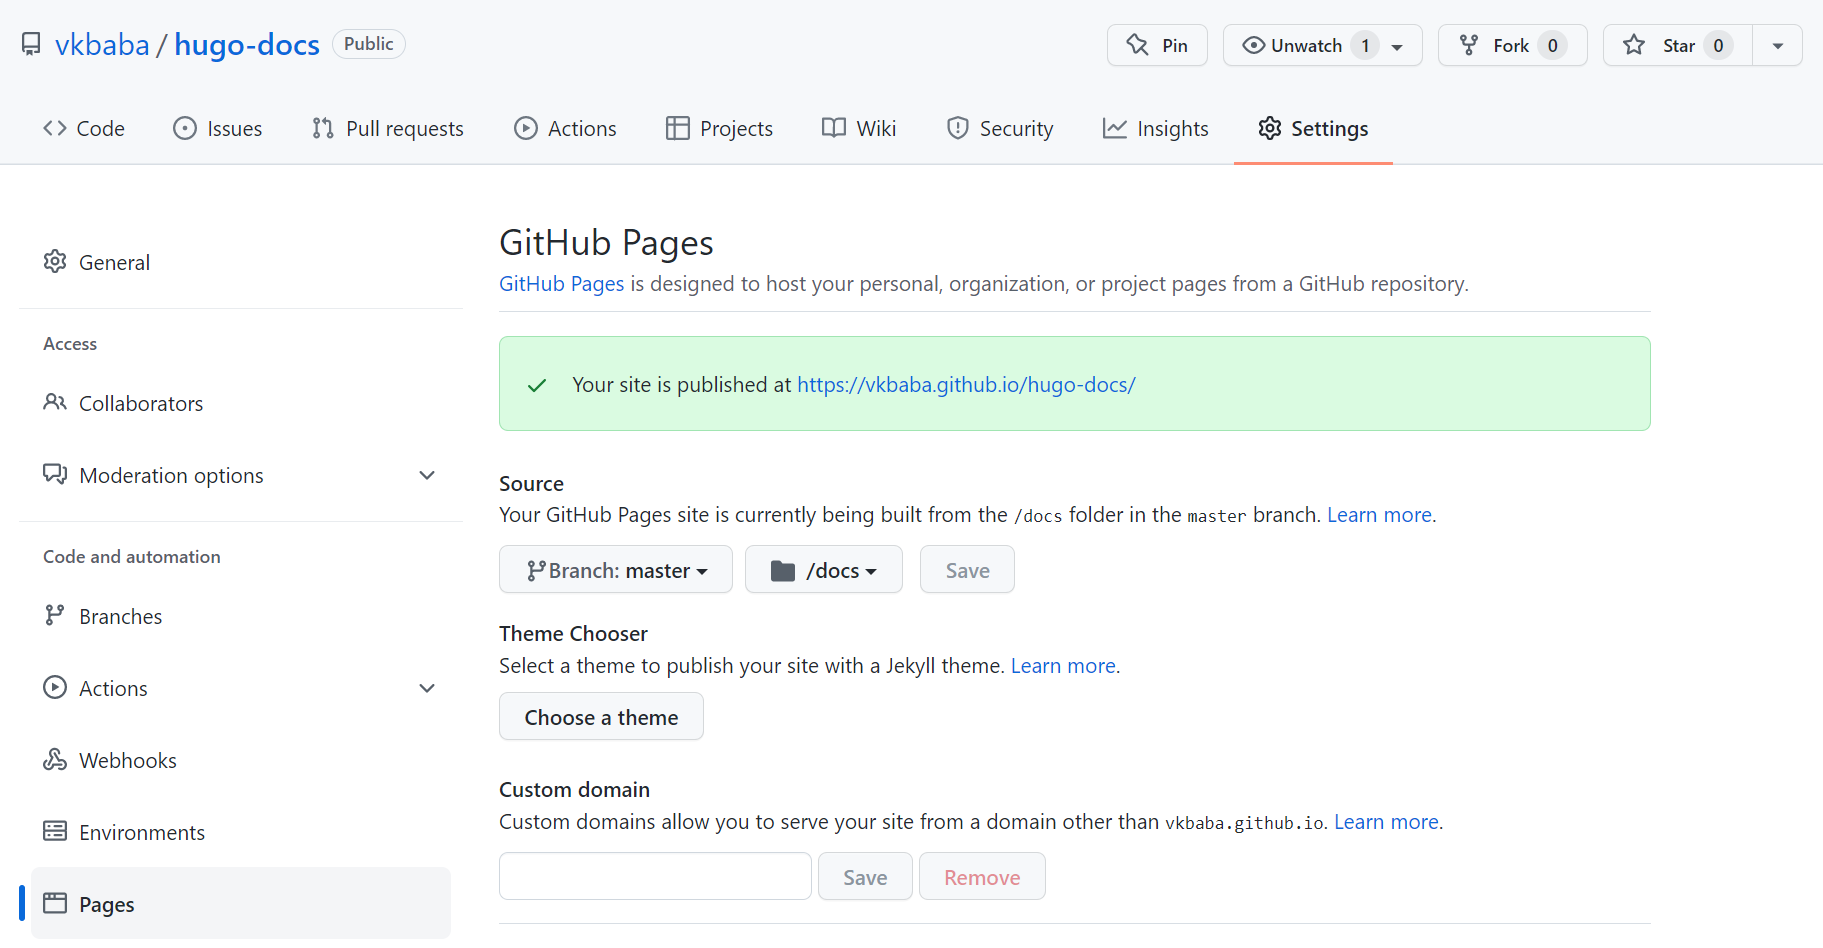 vkbaba / hugo-docs Public
Pin
Unwatch 1
Fork 0
Star 0
Code
Issues
Pull requests
Actions
Projects
Wiki
Security
Insights
Settings
General
Access
Collaborators
Moderation options
Code and automation
Branches
Actions
Webhooks
Environments
Pages
GitHub Pages
GitHub Pages is designed to host your personal, organization, or project pages from a GitHub repository.
Your site is published at https://vkbaba.github.io/hugo-docs/
Source
Your GitHub Pages site is currently being built from the /docs folder in the master branch. Learn more.
Branch: master
/docs
Save
Theme Chooser
Select a theme to publish your site with a Jekyll theme. Learn more.
Choose a theme
Custom domain
Custom domains allow you to serve your site from a domain other than vkbaba.github.io. Learn more.
Save
Remove